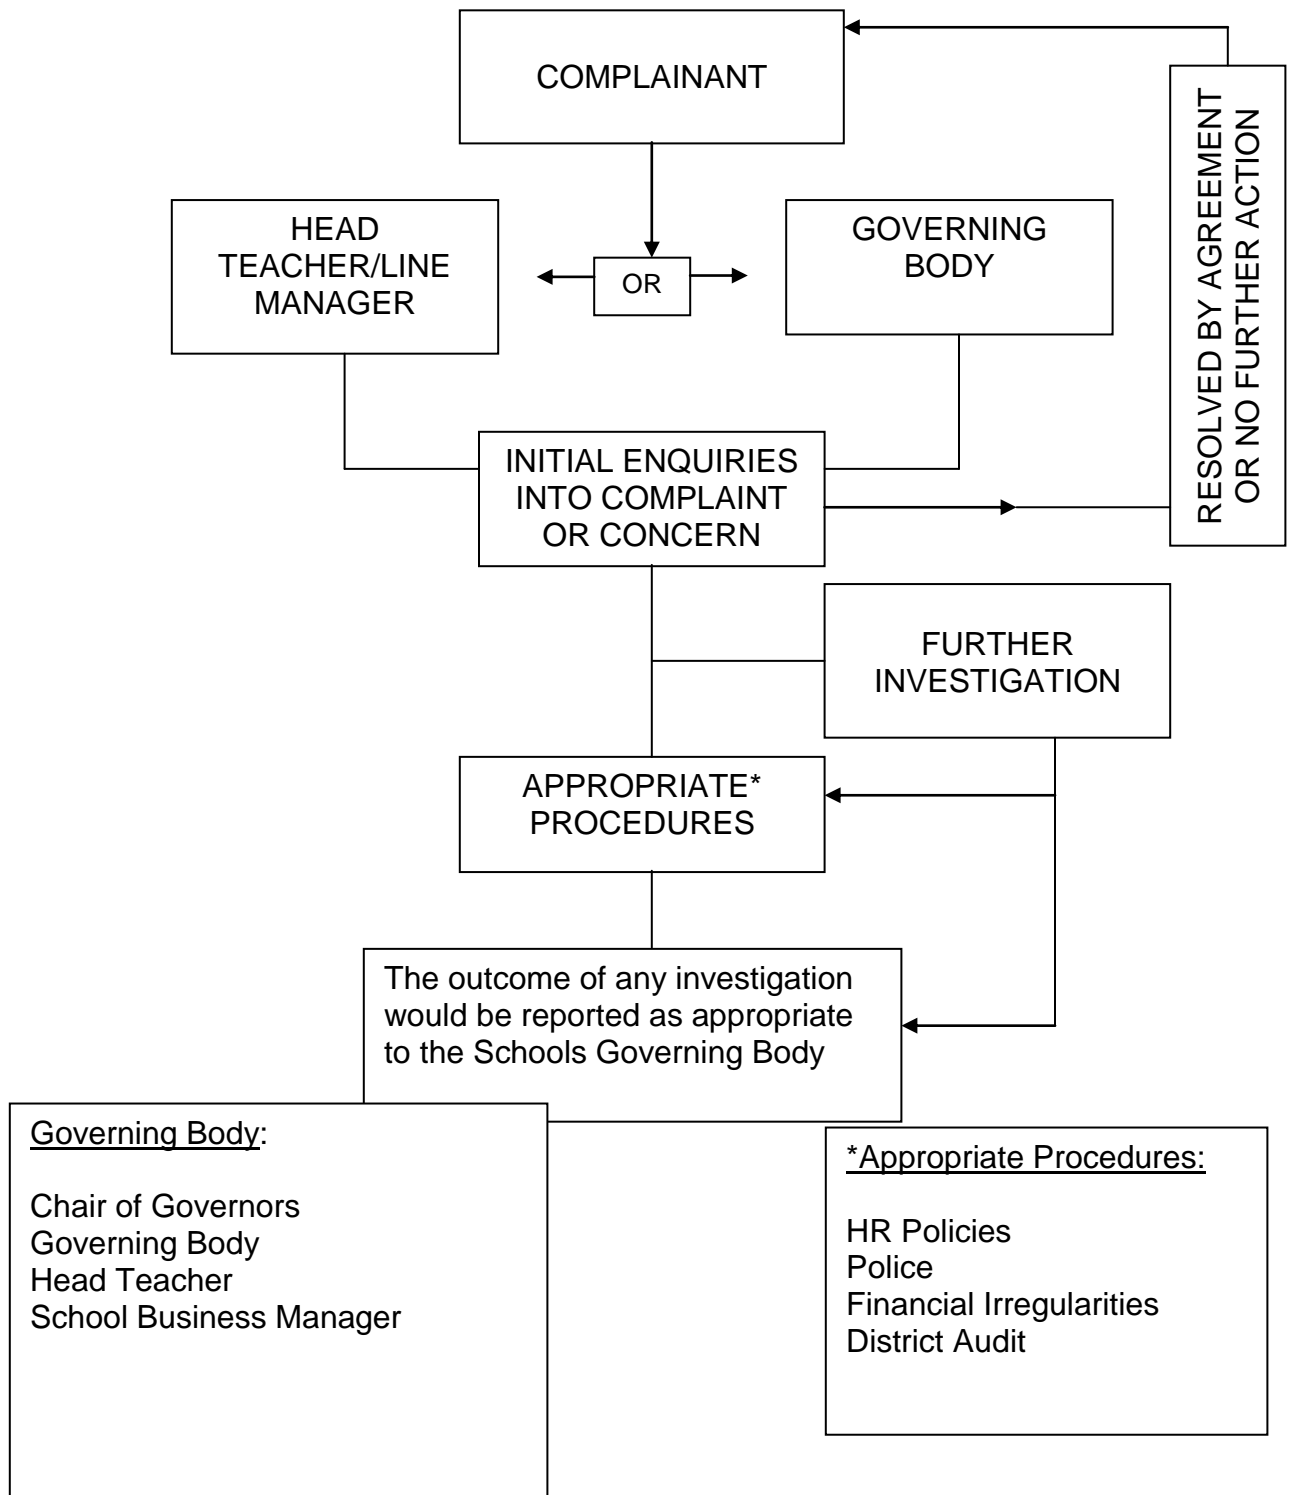 COMPLAINANT
RESOLVED BY AGREEMENT
OR NO FURTHER ACTION
HEAD
TEACHER/LINE
MANAGER
OR
GOVERNING
BODY
INITIAL ENQUIRIES
INTO COMPLAINT
OR CONCERN
FURTHER
INVESTIGATION
APPROPRIATE*
PROCEDURES
The outcome of any investigation
would be reported as appropriate
to the Schools Governing Body
Governing Body:
Chair of Governors
Governing Body
Head Teacher
School Business Manager
*Appropriate Procedures:
HR Policies
Police
Financial Irregularities
District Audit